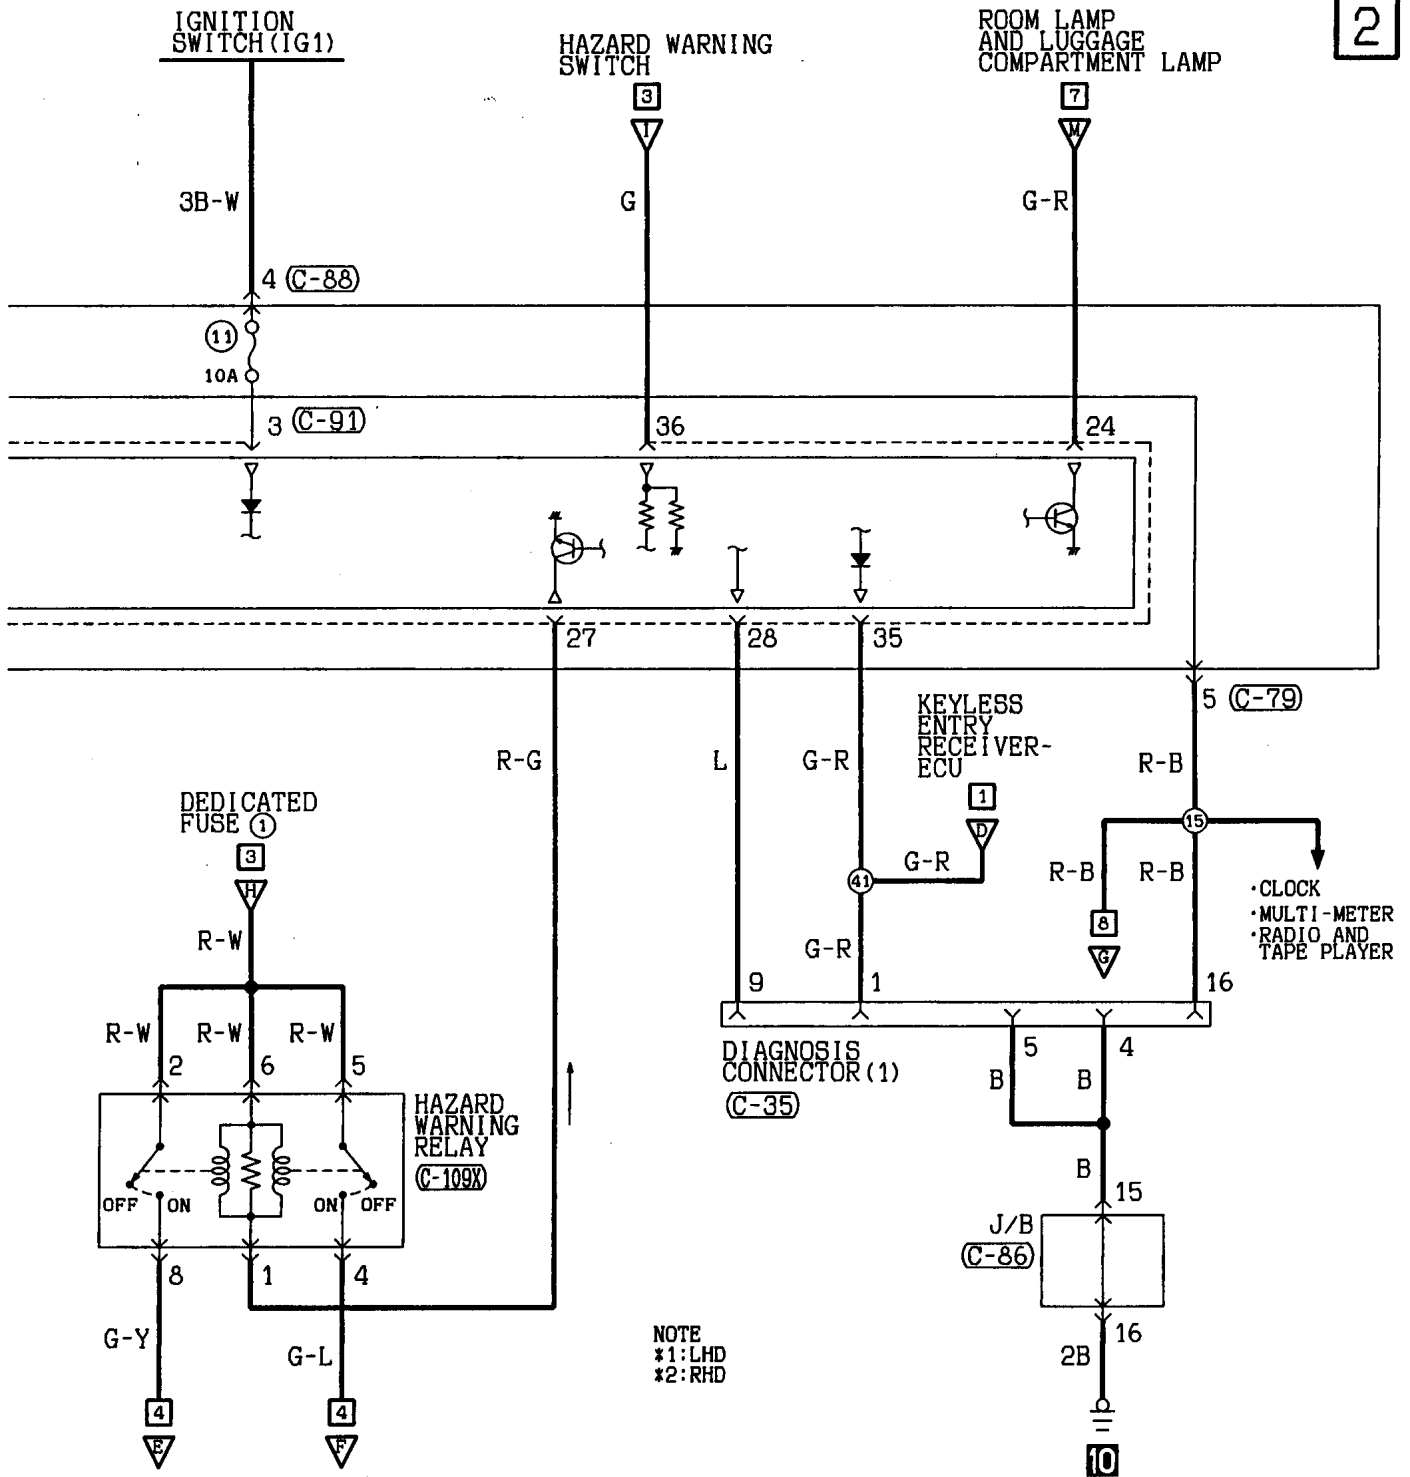 2
IGNITION
SWITCH(IG1)
HAZARD WARNING
SWITCH
3
I
ROOM LAMP
AND LUGGAGE
COMPARTMENT LAMP
7
M
3B-W
G
G-R
4 (C-88)
11
10A
3 (C-91)
36
24
27
28
35
5 (C-79)
KEYLESS
ENTRY
RECEIVER-
ECU
1
D
R-G
L
G-R
R-B
DEDICATED
FUSE 1
3
H
15
41
G-R
R-B
R-B
·CLOCK
·MULTI-METER
·RADIO AND
TAPE PLAYER
8
G
R-W
G-R
9
1
16
R-W
R-W
R-W
2
6
5
DIAGNOSIS
CONNECTOR(1)
(C-35)
5
4
B
B
HAZARD
WARNING
RELAY
(C-109X)
OFF
ON
ON
OFF
B
15
J/B
(C-86)
8
1
4
G-Y
G-L
16
2B
NOTE
*1:LHD
*2:RHD
4
E
4
F
10